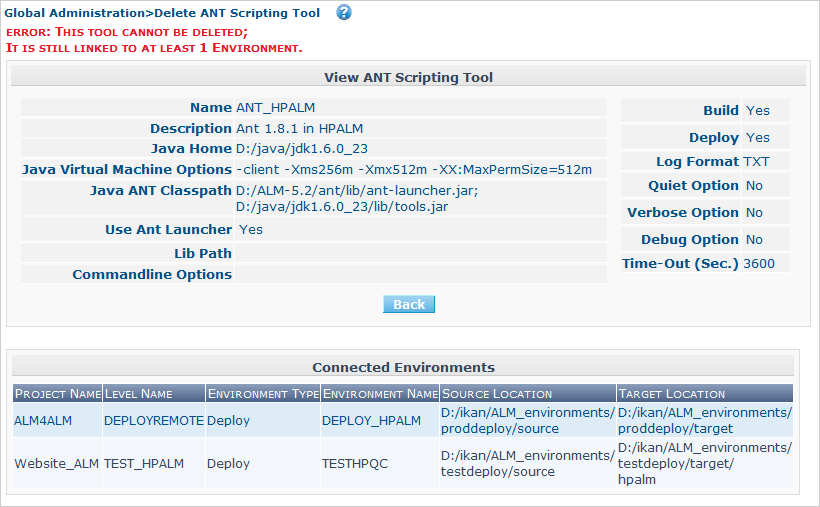 Global Administration>Delete ANT Scripting Tool ?
ERROR: THIS TOOL CANNOT BE DELETED;
IT IS STILL LINKED TO AT LEAST 1 ENVIRONMENT.
View ANT Scripting Tool
Name ANT_HPALM
Description Ant 1.8.1 in HPALM
Java Home D:/java/jdk1.6.0_23
Java Virtual Machine Options -client -Xms256m -Xmx512m -XX:MaxPermSize=512m
Java ANT Classpath D:/ALM-5.2/ant/lib/ant-launcher.jar;
D:/java/jdk1.6.0_23/lib/tools.jar
Use Ant Launcher Yes
Lib Path
Commandline Options
Build Yes
Deploy Yes
Log Format TXT
Quiet Option No
Verbose Option No
Debug Option No
Time-Out (Sec.) 3600
Back
Connected Environments
PROJECT NAME LEVEL NAME ENVIRONMENT TYPE ENVIRONMENT NAME SOURCE LOCATION TARGET LOCATION
ALM4ALM DEPLOYREMOTE Deploy DEPLOY_HPALM D:/ikan/ALM_environments/ D:/ikan/ALM_environments/
proddeploy/source proddeploy/target
Website_ALM TEST_HPALM Deploy TESTHPQC D:/ikan/ALM_environments/ D:/ikan/ALM_environments/
testdeploy/source testdeploy/target/
hpalm